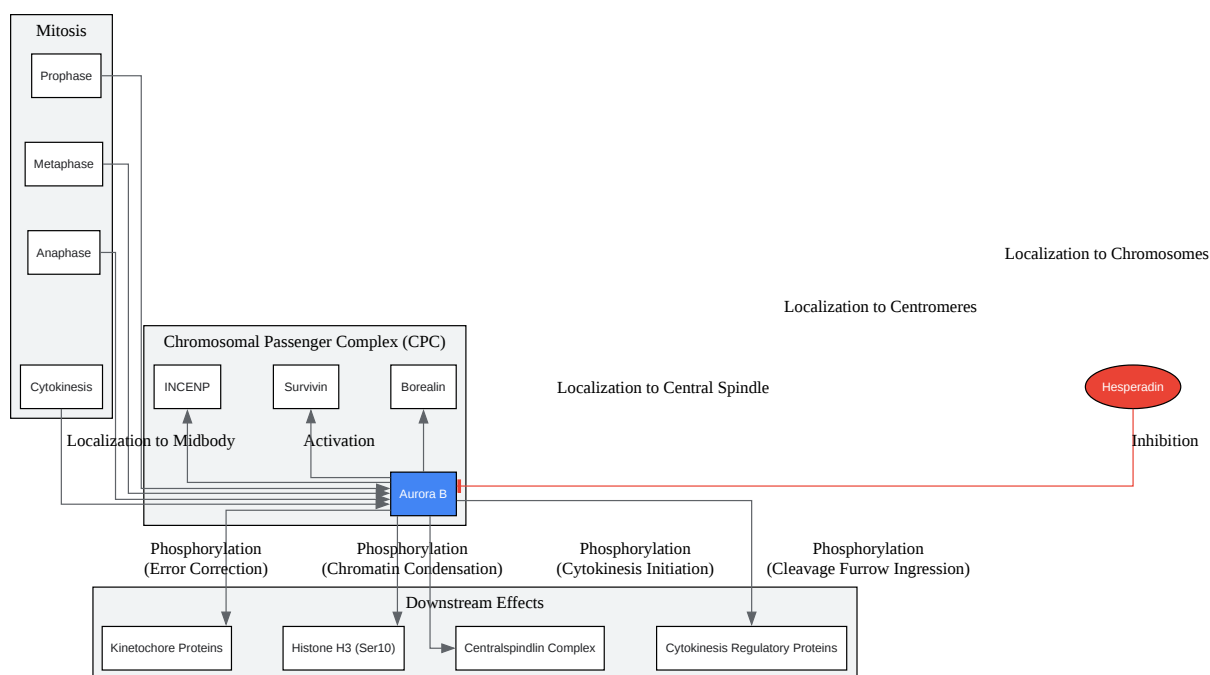 Mitosis
Prophase
Metaphase
Anaphase
Localization to Chromosomes
Localization to Centromeres
Chromosomal Passenger Complex (CPC)
Cytokinesis
INCENP
Survivin
Borealin
Localization to Central Spindle
Hesperadin
Localization to Midbody
Activation
Inhibition
Aurora B
Phosphorylation
(Error Correction)
Phosphorylation
(Chromatin Condensation)
Phosphorylation
(Cytokinesis Initiation)
Phosphorylation
(Cleavage Furrow Ingression)
Downstream Effects
Kinetochore Proteins
Histone H3 (Ser10)
Centralspindlin Complex
Cytokinesis Regulatory Proteins